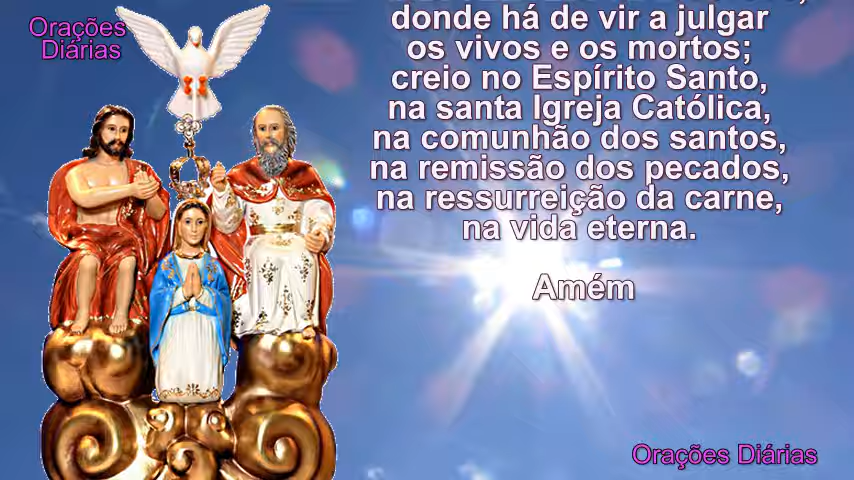 Orações
Diárias
donde há de vir a julgar
os vivos e os mortos;
creio no Espírito Santo,
na santa Igreja Católica,
na comunhão dos santos,
na remissão dos pecados,
na ressurreição da carne,
na vida eterna.
Amém
Orações Diárias